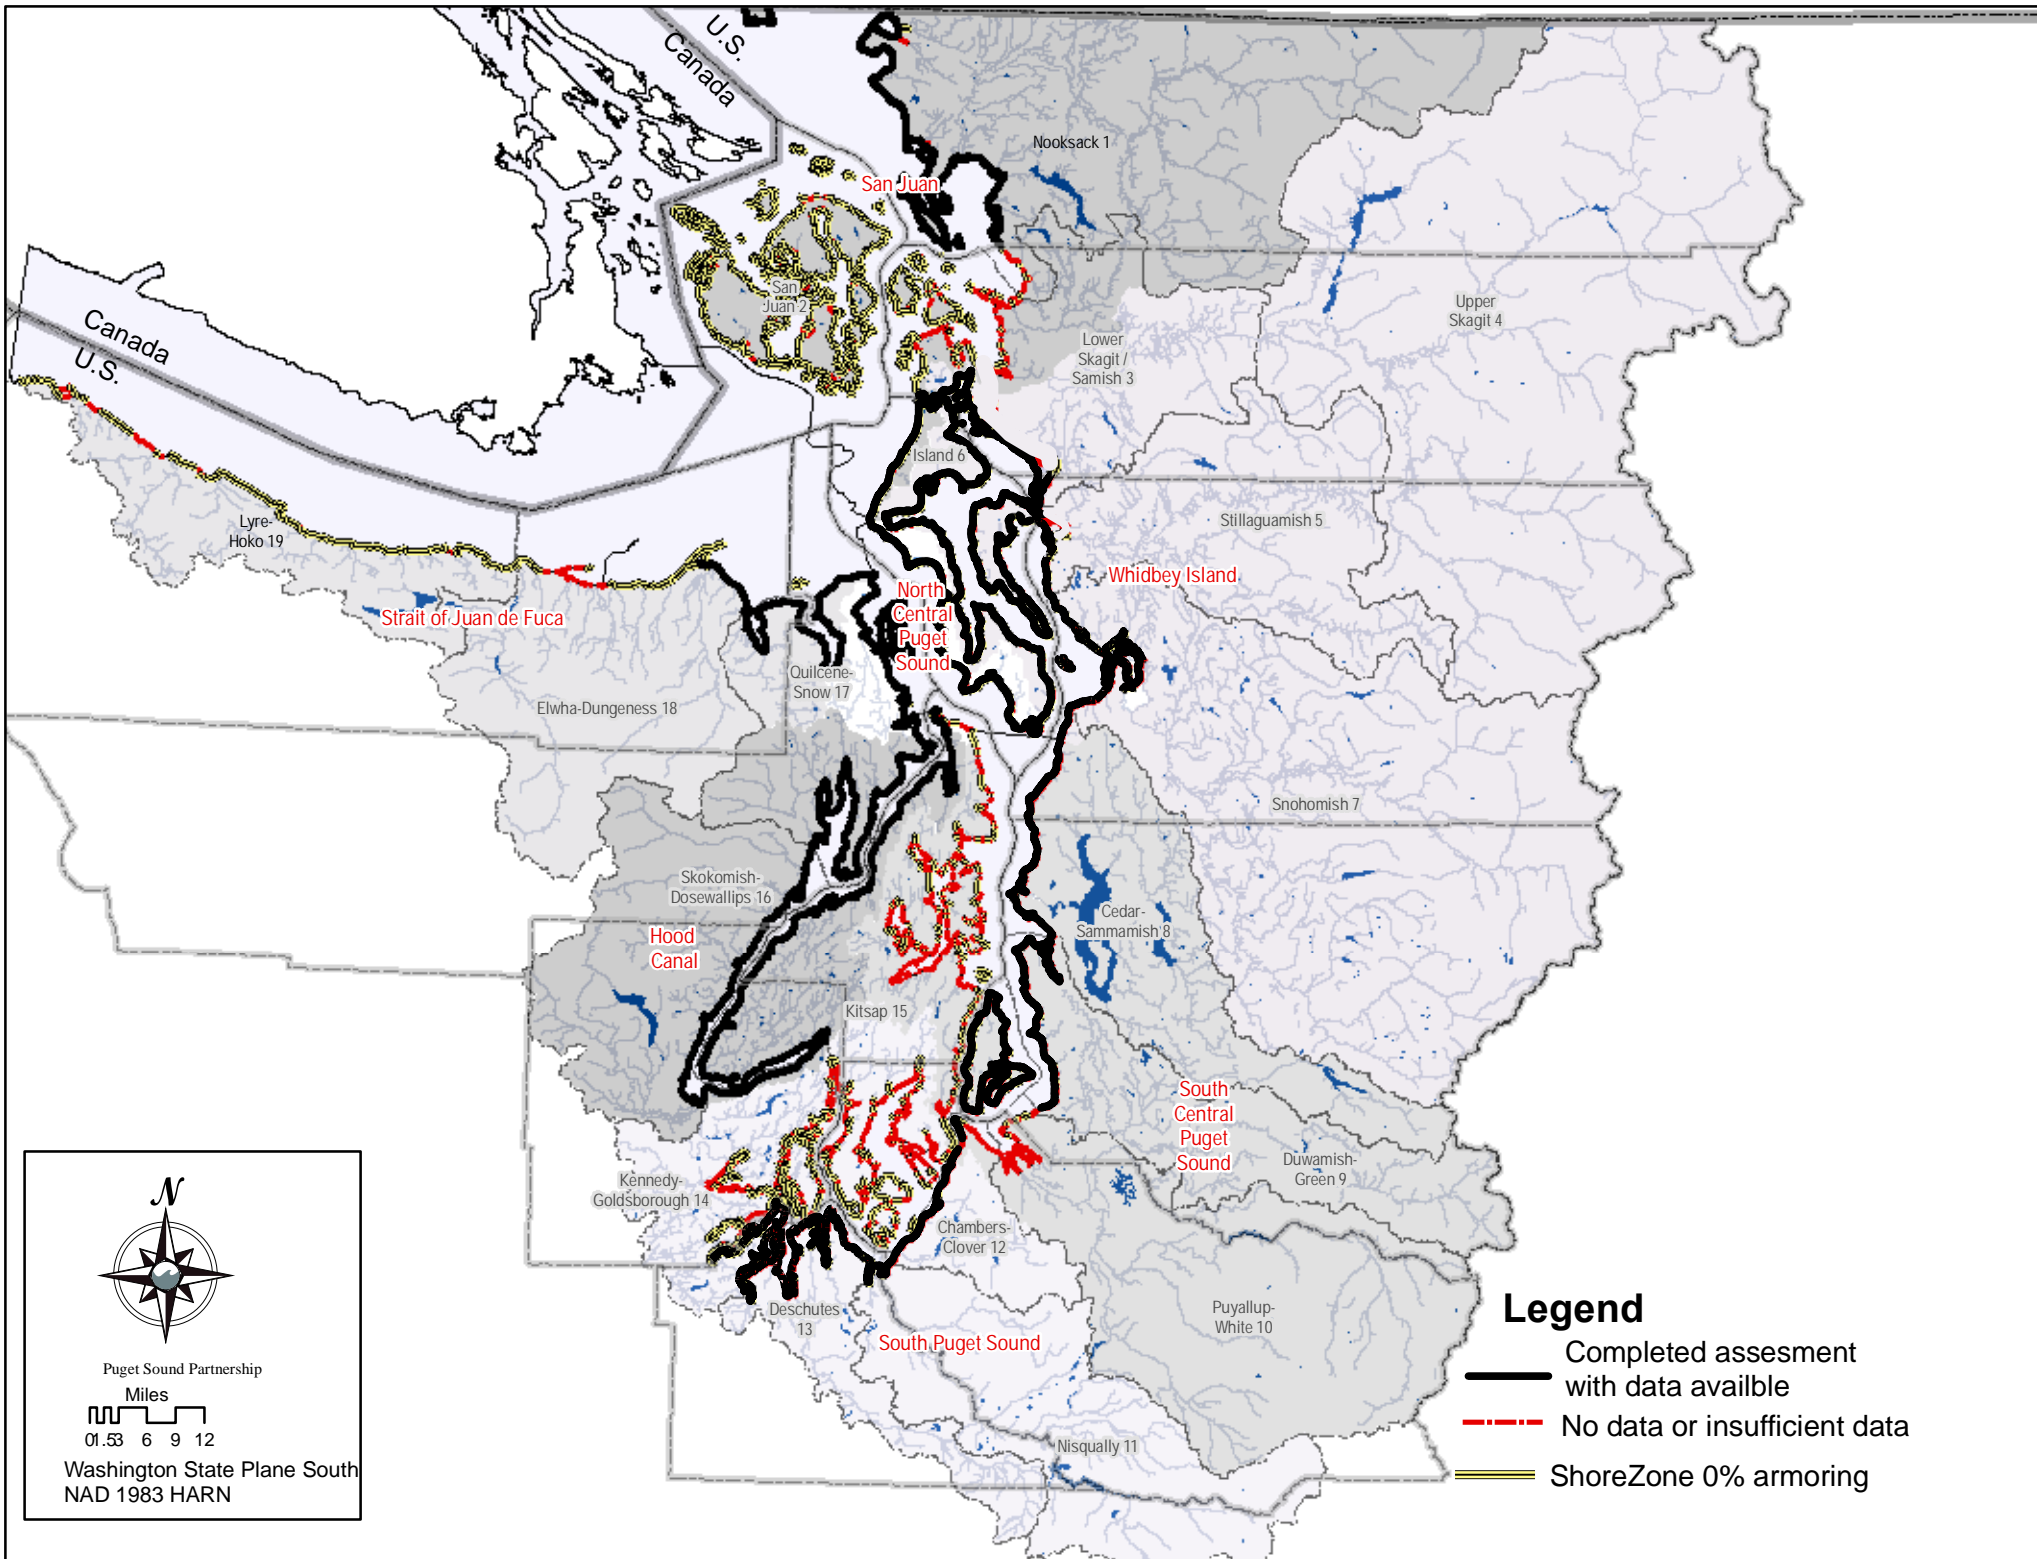 U.S.
Canada
Nooksack 1
San Juan
San
Juan 2
Upper
Skagit 4
Canada
U.S.
Lower
Skagit /
Samish 3
Island 6
Lyre-
Hoko 19
Stillaguamish 5
Whidbey Island
North
Central
Puget
Sound
Strait of Juan de Fuca
Quilcene-
Snow 17
Elwha-Dungeness 18
Snohomish 7
Skokomish-
Dosewallips 16
Cedar-
Sammamish 8
Hood
Canal
Kitsap 15
South
Central
Puget
Sound
Duwamish-
Green 9
Kennedy-
Goldsborough 14
Chambers-
Clover 12
Deschutes
13
South Puget Sound
Puyallup-
White 10
Nisqually 11
N
Puget Sound Partnership
Miles
0 1.5 3 6 9 12
Washington State Plane South
NAD 1983 HARN
Legend
Completed assesment
with data availble
No data or insufficient data
ShoreZone 0% armoring